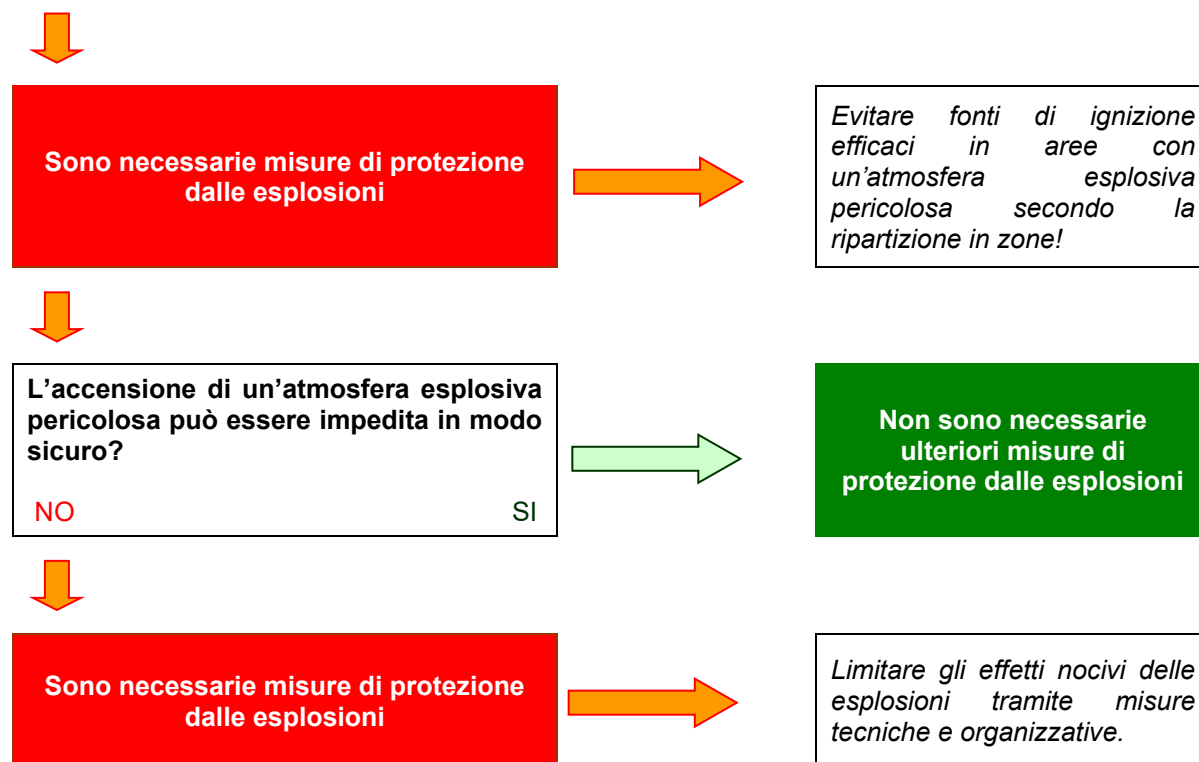 Sono necessarie misure di protezione
dalle esplosioni
Evitare fonti di ignizione
efficaci in aree con
un'atmosfera esplosiva
pericolosa secondo la
ripartizione in zone!
L’accensione di un’atmosfera esplosiva
pericolosa può essere impedita in modo
sicuro?
NO SI
Non sono necessarie
ulteriori misure di
protezione dalle esplosioni
Sono necessarie misure di protezione
dalle esplosioni
Limitare gli effetti nocivi delle
esplosioni tramite misure
tecniche e organizzative.